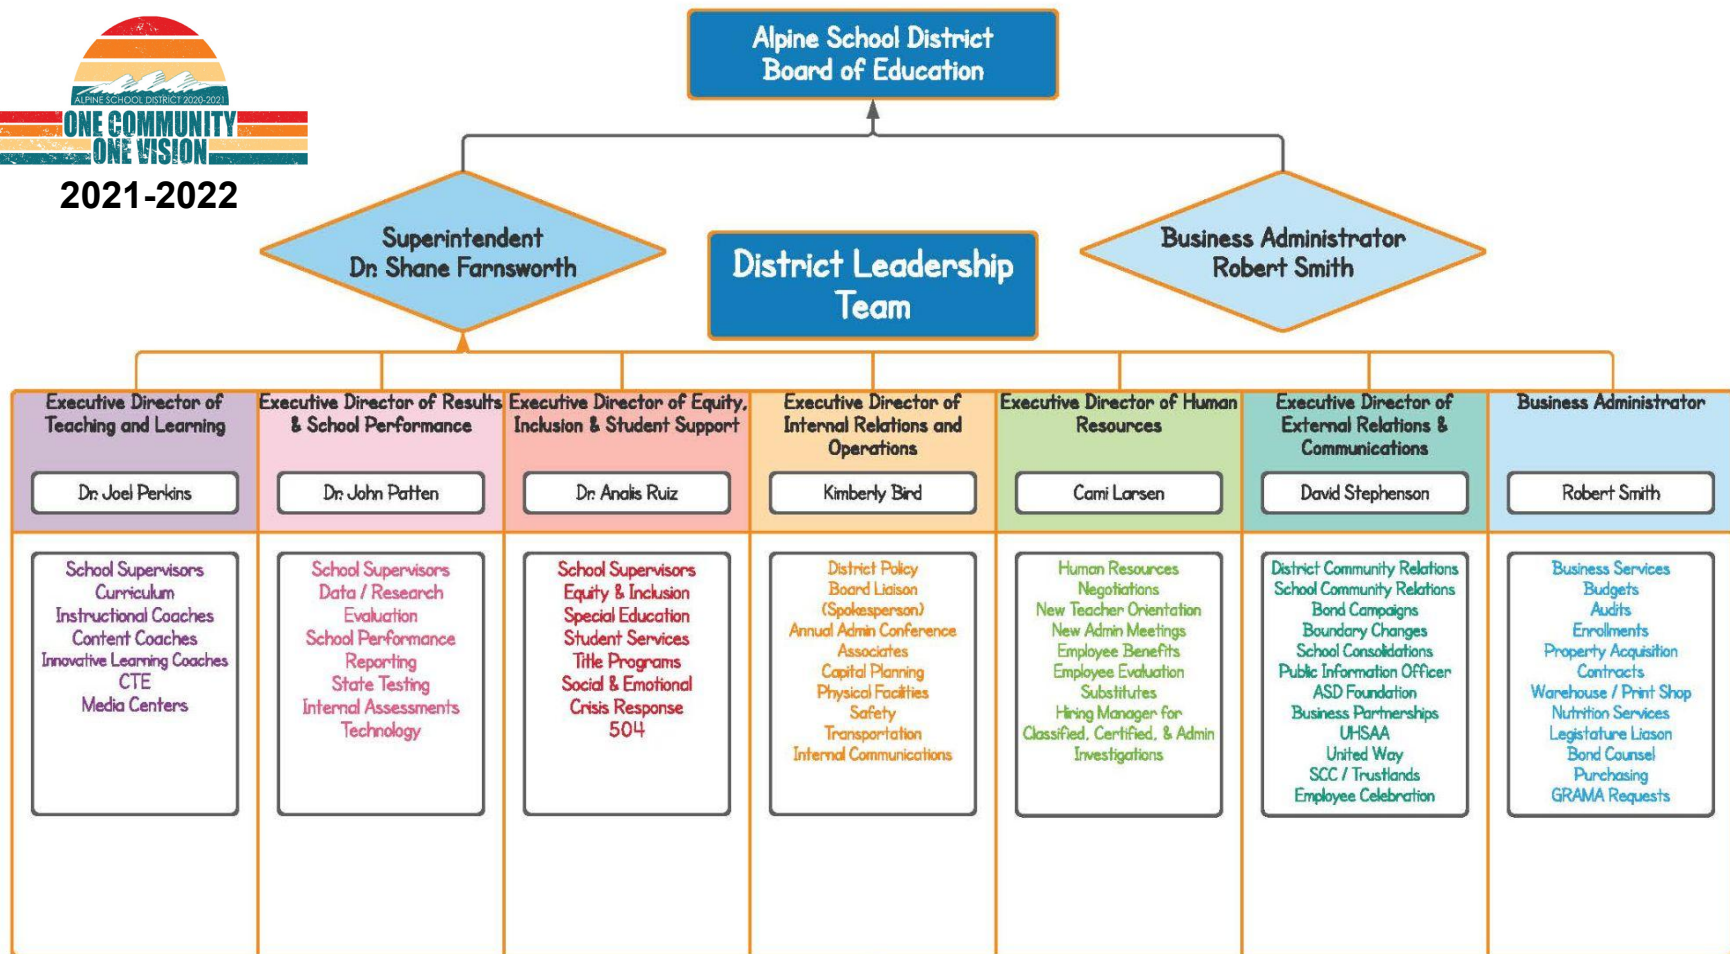 Alpine School District
Board of Education
ALPINE SCHOOL DISTRICT 2020-2021
ONE COMMUNITY
ONE VISION
2021-2022
Superintendent
Dr. Shane Farnsworth
District Leadership
Team
Business Administrator
Robert Smith
Executive Director of
Teaching and Learning
Dr. Joel Perkins
School Supervisors
Curriculum
Instructional Coaches
Content Coaches
Innovative Learning Coaches
CTE
Media Centers
Executive Director of Results
& School Performance
Dr. John Patten
School Supervisors
Data / Research
Evaluation
School Performance
Reporting
State Testing
Internal Assessments
Technology
Executive Director of Equity,
Inclusion & Student Support
Dr. Analis Ruiz
School Supervisors
Equity & Inclusion
Special Education
Student Services
Title Programs
Social & Emotional
Crisis Response
504
Executive Director of
Internal Relations and
Operations
Kimberly Bird
District Policy
Board Liaison
(Spokesperson)
Annual Admin Conference
Associates
Capital Planning
Physical Facilities
Safety
Transportation
Internal Communications
Executive Director of Human
Resources
Cami Larsen
Human Resources
Negotiations
New Teacher Orientation
New Admin Meetings
Employee Benefits
Employee Evaluation
Substitutes
Hiring Manager for
Classified, Certified, & Admin
Investigations
Executive Director of
External Relations &
Communications
David Stephenson
District Community Relations
School Community Relations
Bond Campaigns
Boundary Changes
School Consolidations
Public Information Officer
ASD Foundation
Business Partnerships
UHSAA
United Way
SCC / Trustlands
Employee Celebration
Business Administrator
Robert Smith
Business Services
Budgets
Audits
Enrollments
Property Acquisition
Contracts
Warehouse / Print Shop
Nutrition Services
Legistature Liason
Bond Counsel
Purchasing
GRAMA Requests